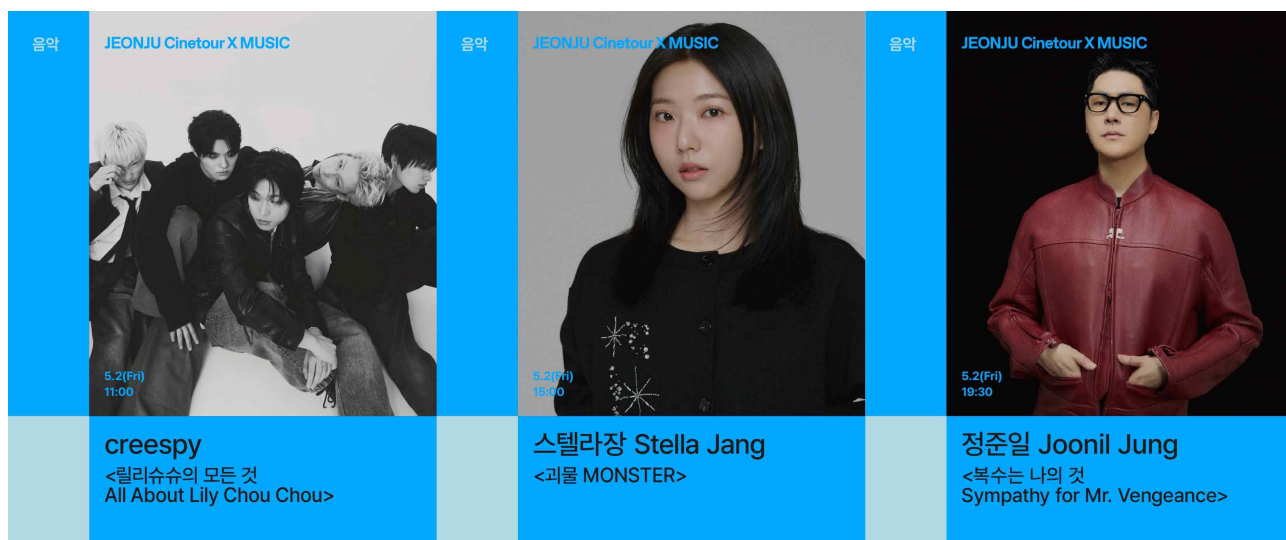 음악
JEONJU Cinetour X MUSIC
5.2(Fri)
11:00
creespy
<릴리슈슈의 모든 것
All About Lily Chou Chou>
음악
JEONJU Cinetour X MUSIC
5.2(Fri)
15:00
스텔라장 Stella Jang
<괴물 MONSTER>
음악
JEONJU Cinetour X MUSIC
5.2(Fri)
19:30
정준일 Joonil Jung
<복수는 나의 것
Sympathy for Mr. Vengeance>